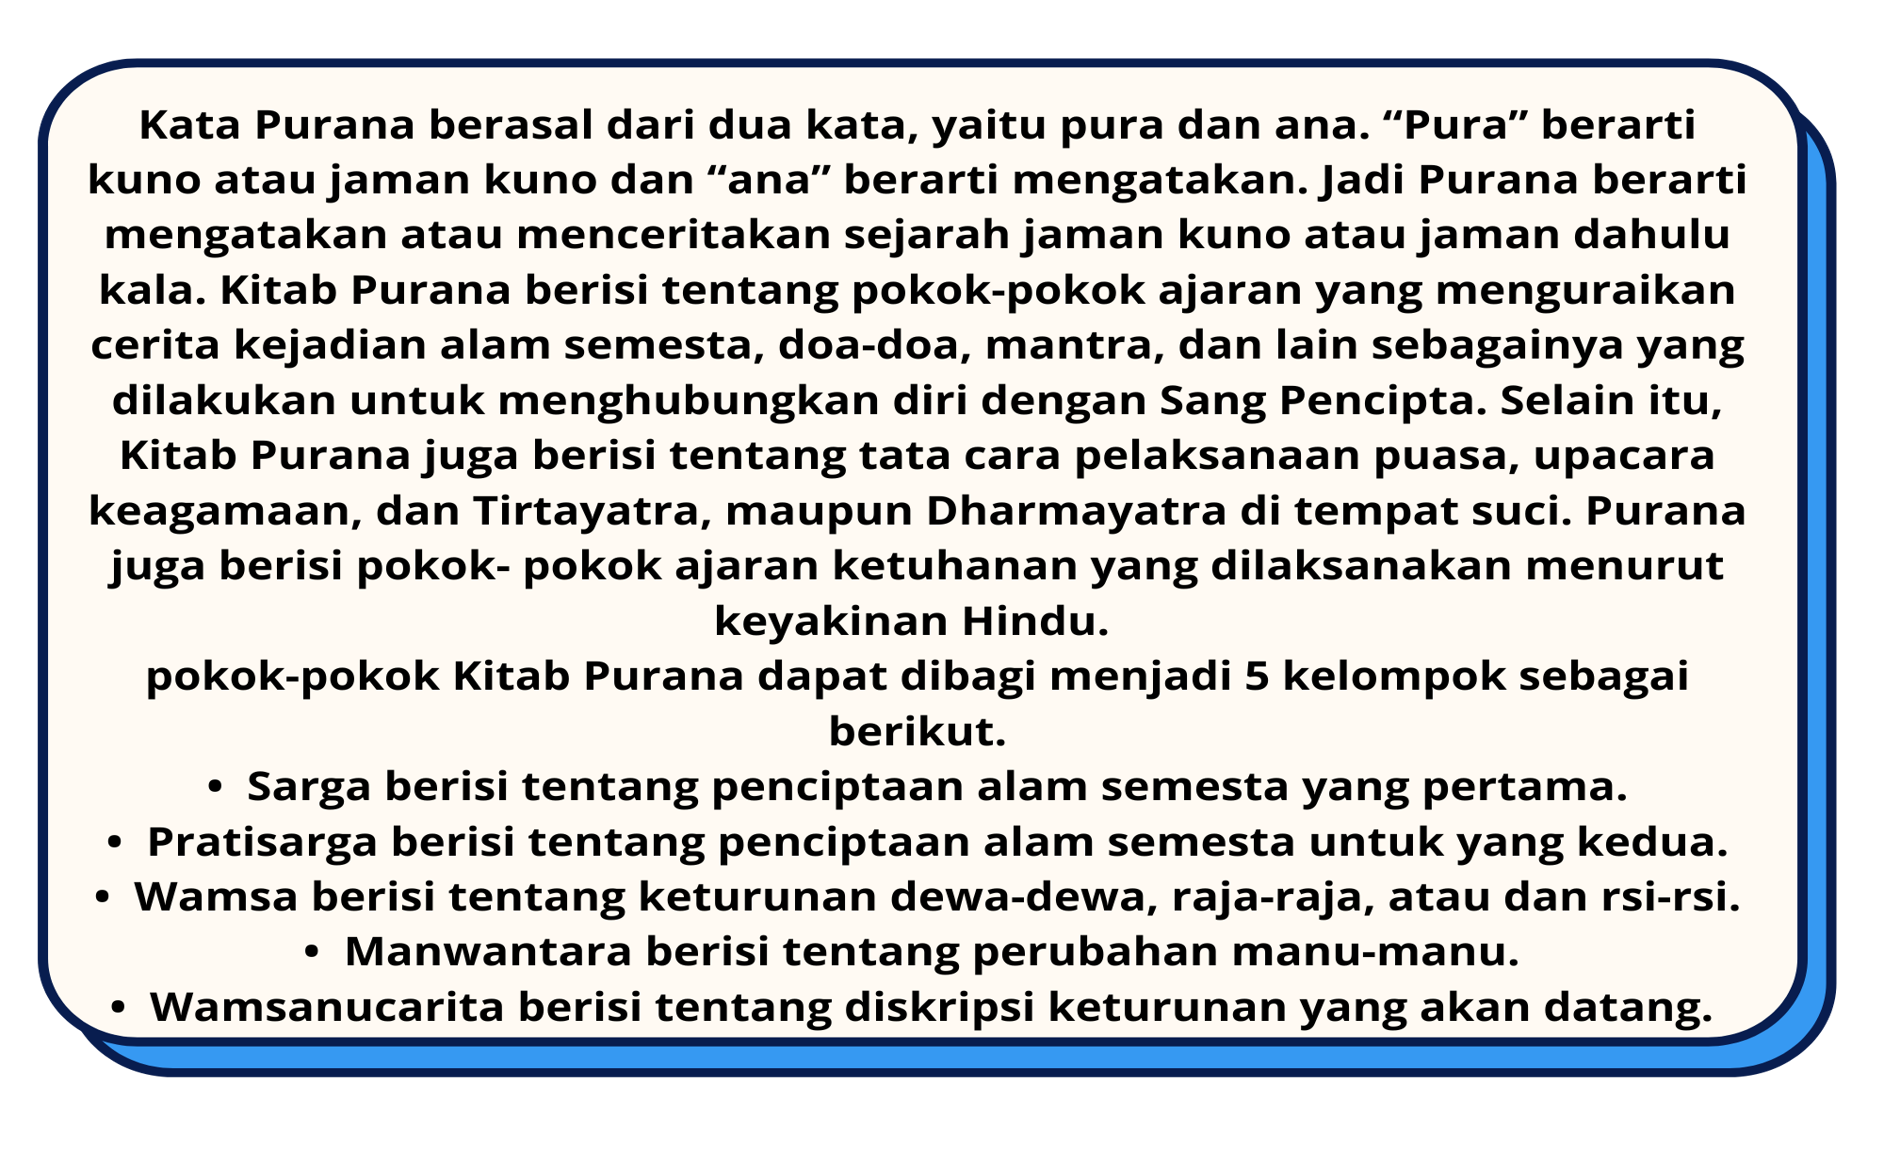 Kata Purana berasal dari dua kata, yaitu pura dan ana. “Pura” berarti
kuno atau jaman kuno dan “ana” berarti mengatakan. Jadi Purana berarti
mengatakan atau menceritakan sejarah jaman kuno atau jaman dahulu
kala. Kitab Purana berisi tentang pokok-pokok ajaran yang menguraikan
cerita kejadian alam semesta, doa-doa, mantra, dan lain sebagainya yang
dilakukan untuk menghubungkan diri dengan Sang Pencipta. Selain itu,
Kitab Purana juga berisi tentang tata cara pelaksanaan puasa, upacara
keagamaan, dan Tirtayatra, maupun Dharmayatra di tempat suci. Purana
juga berisi pokok- pokok ajaran ketuhanan yang dilaksanakan menurut
keyakinan Hindu.
pokok-pokok Kitab Purana dapat dibagi menjadi 5 kelompok sebagai
berikut.
• Sarga berisi tentang penciptaan alam semesta yang pertama.
• Pratisarga berisi tentang penciptaan alam semesta untuk yang kedua.
• Wamsa berisi tentang keturunan dewa-dewa, raja-raja, atau dan rsi-rsi.
• Manwantara berisi tentang perubahan manu-manu.
• Wamsanucarita berisi tentang diskripsi keturunan yang akan datang.